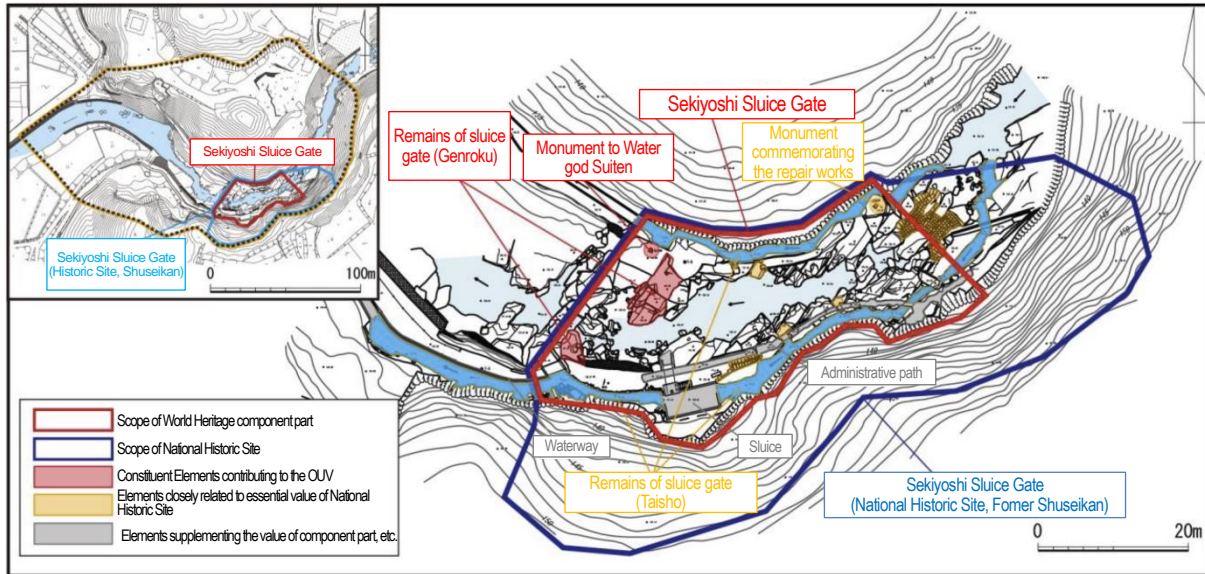 Sekiyoshi Sluice Gate
Sekiyoshi Sluice Gate
(Historic Site, Shuseikan)
0
100m
Remains of sluice
gate (Genroku)
Monument to Water
god Suiten
Sekiyoshi Sluice Gate
Monument
commemorating
the repair works
Administrative path
Waterway
Sluice
Remains of sluice gate
(Taisho)
Sekiyoshi Sluice Gate
(National Historic Site, Fomer Shuseikan)
0
20m
Scope of World Heritage component part
Scope of National Historic Site
Constituent Elements contributing to the OUV
Elements closely related to essential value of National
Historic Site
Elements supplementing the value of component part, etc.